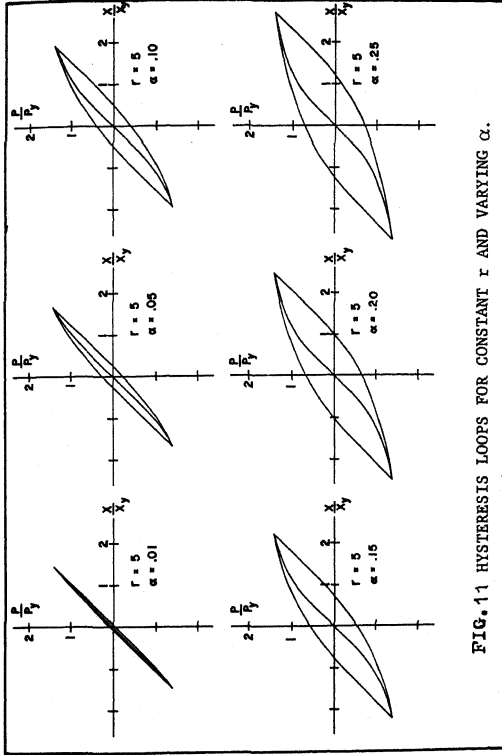 P
Py
2
1
X
Xy
2
r = 5
α = .01
P
Py
2
1
X
Xy
2
r = 5
α = .05
P
Py
2
1
X
Xy
2
r = 5
α = .10
P
Py
2
1
X
Xy
2
r = 5
α = .15
P
Py
2
1
X
Xy
2
r = 5
α = .20
P
Py
2
1
X
Xy
2
r = 5
α = .25
FIG.11 HYSTERESIS LOOPS FOR CONSTANT r AND VARYING α.